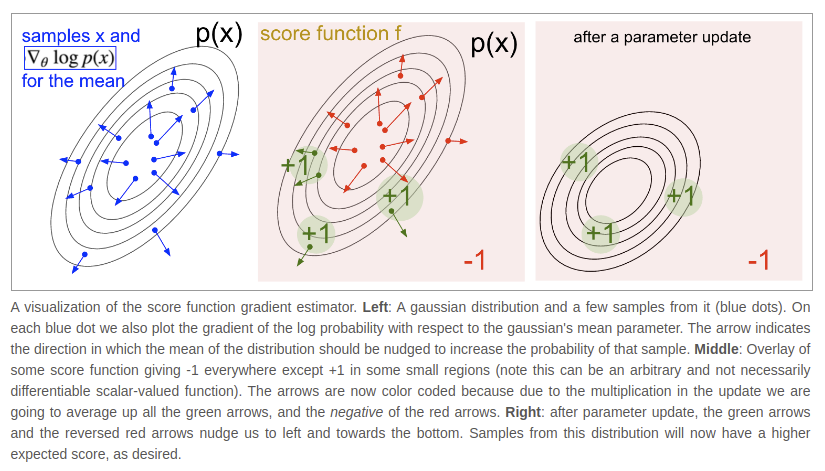 samples x and
∇θ log p(x)
for the mean
p(x)
score function f
p(x)
+1
+1
+1
-1
after a parameter update
+1
+1
+1
-1
A visualization of the score function gradient estimator. Left: A gaussian distribution and a few samples from it (blue dots). On
each blue dot we also plot the gradient of the log probability with respect to the gaussian's mean parameter. The arrow indicates
the direction in which the mean of the distribution should be nudged to increase the probability of that sample. Middle: Overlay of
some score function giving -1 everywhere except +1 in some small regions (note this can be an arbitrary and not necessarily
differentiable scalar-valued function). The arrows are now color coded because due to the multiplication in the update we are
going to average up all the green arrows, and the negative of the red arrows. Right: after parameter update, the green arrows
and the reversed red arrows nudge us to left and towards the bottom. Samples from this distribution will now have a higher
expected score, as desired.